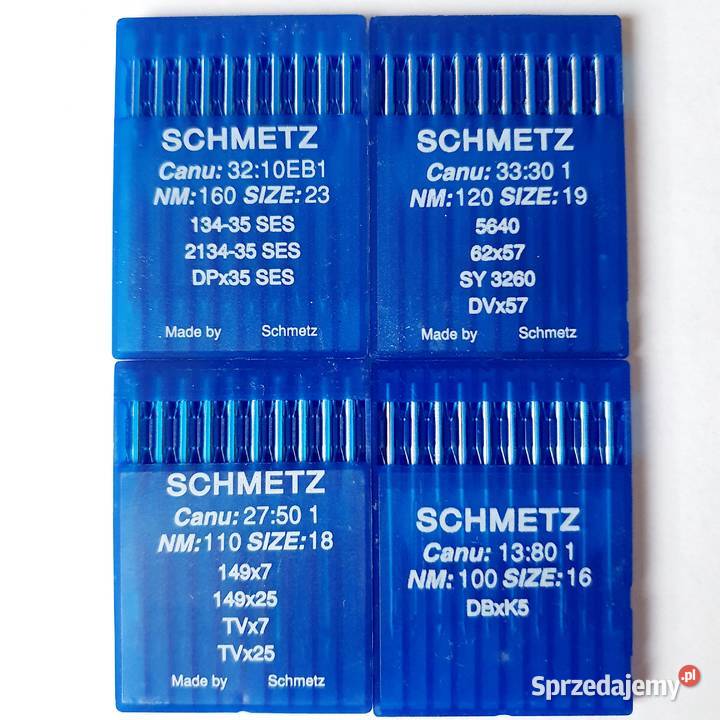 SCHMETZ
Canu: 32:10EB1
NM:160 SIZE:23
134-35 SES
2134-35 SES
DPx35 SES
Made by Schmetz
SCHMETZ
Canu: 33:30 1
NM:120 SIZE:19
5640
62x57
SY 3260
DVx57
Made by Schmetz
SCHMETZ
Canu: 27:50 1
NM:110 SIZE:18
149x7
149x25
TVx7
TVx25
Made by Schmetz
SCHMETZ
Canu: 13:80 1
NM:100 SIZE:16
DBxK5
Sprzedajemy.pl